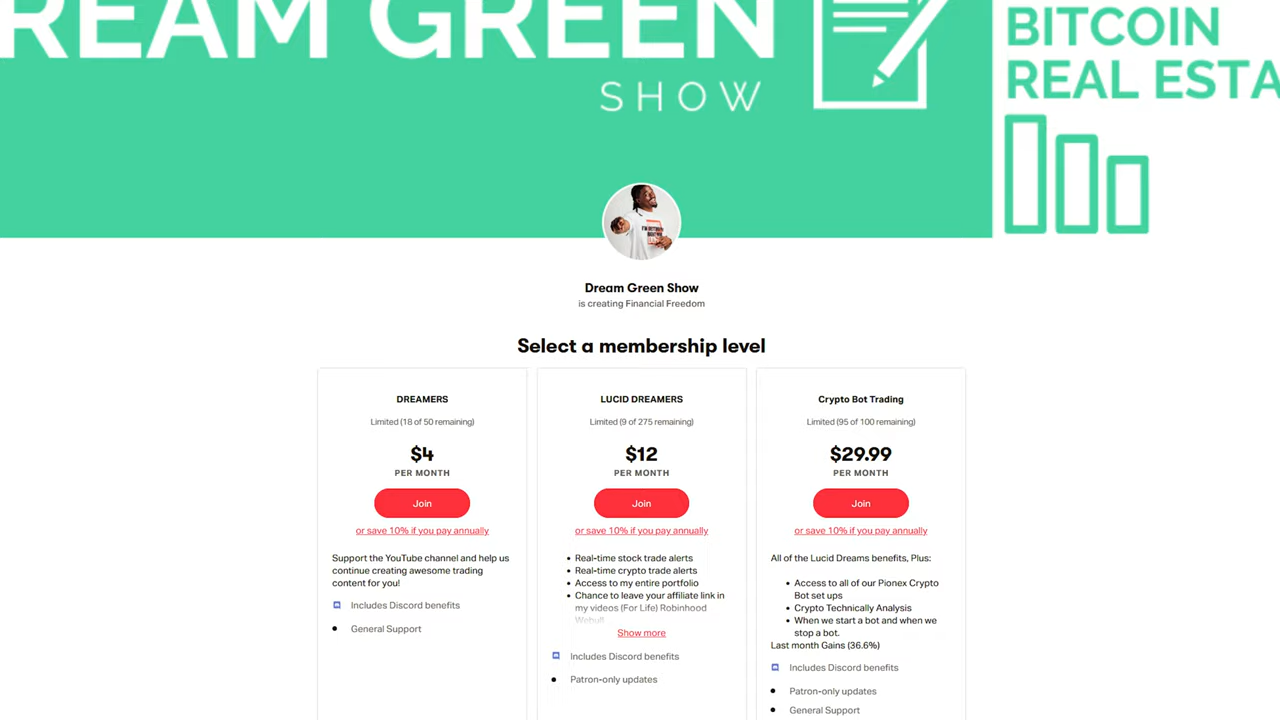 REAM GREEN
SHOW
BITCOIN
REAL ESTA
Dream Green Show
is creating Financial Freedom
Select a membership level
DREAMERS
Limited (18 of 50 remaining)
$4
PER MONTH
Join
or save 10% if you pay annually
Support the YouTube channel and help us
continue creating awesome trading
content for you!
Includes Discord benefits
• General Support
LUCID DREAMERS
Limited (9 of 275 remaining)
$12
PER MONTH
Join
or save 10% if you pay annually
• Real-time stock trade alerts
• Real-time crypto trade alerts
• Access to my entire portfolio
• Chance to leave your affiliate link in
my videos (For Life) Robinhood
Webull
Show more
Includes Discord benefits
• Patron-only updates
Crypto Bot Trading
Limited (95 of 100 remaining)
$29.99
PER MONTH
Join
or save 10% if you pay annually
All of the Lucid Dreams benefits, Plus:
• Access to all of our Pionex Crypto
Bot set ups
• Crypto Technically Analysis
• When we start a bot and when we
stop a bot.
Last month Gains (36.6%)
Includes Discord benefits
• Patron-only updates
• General Support